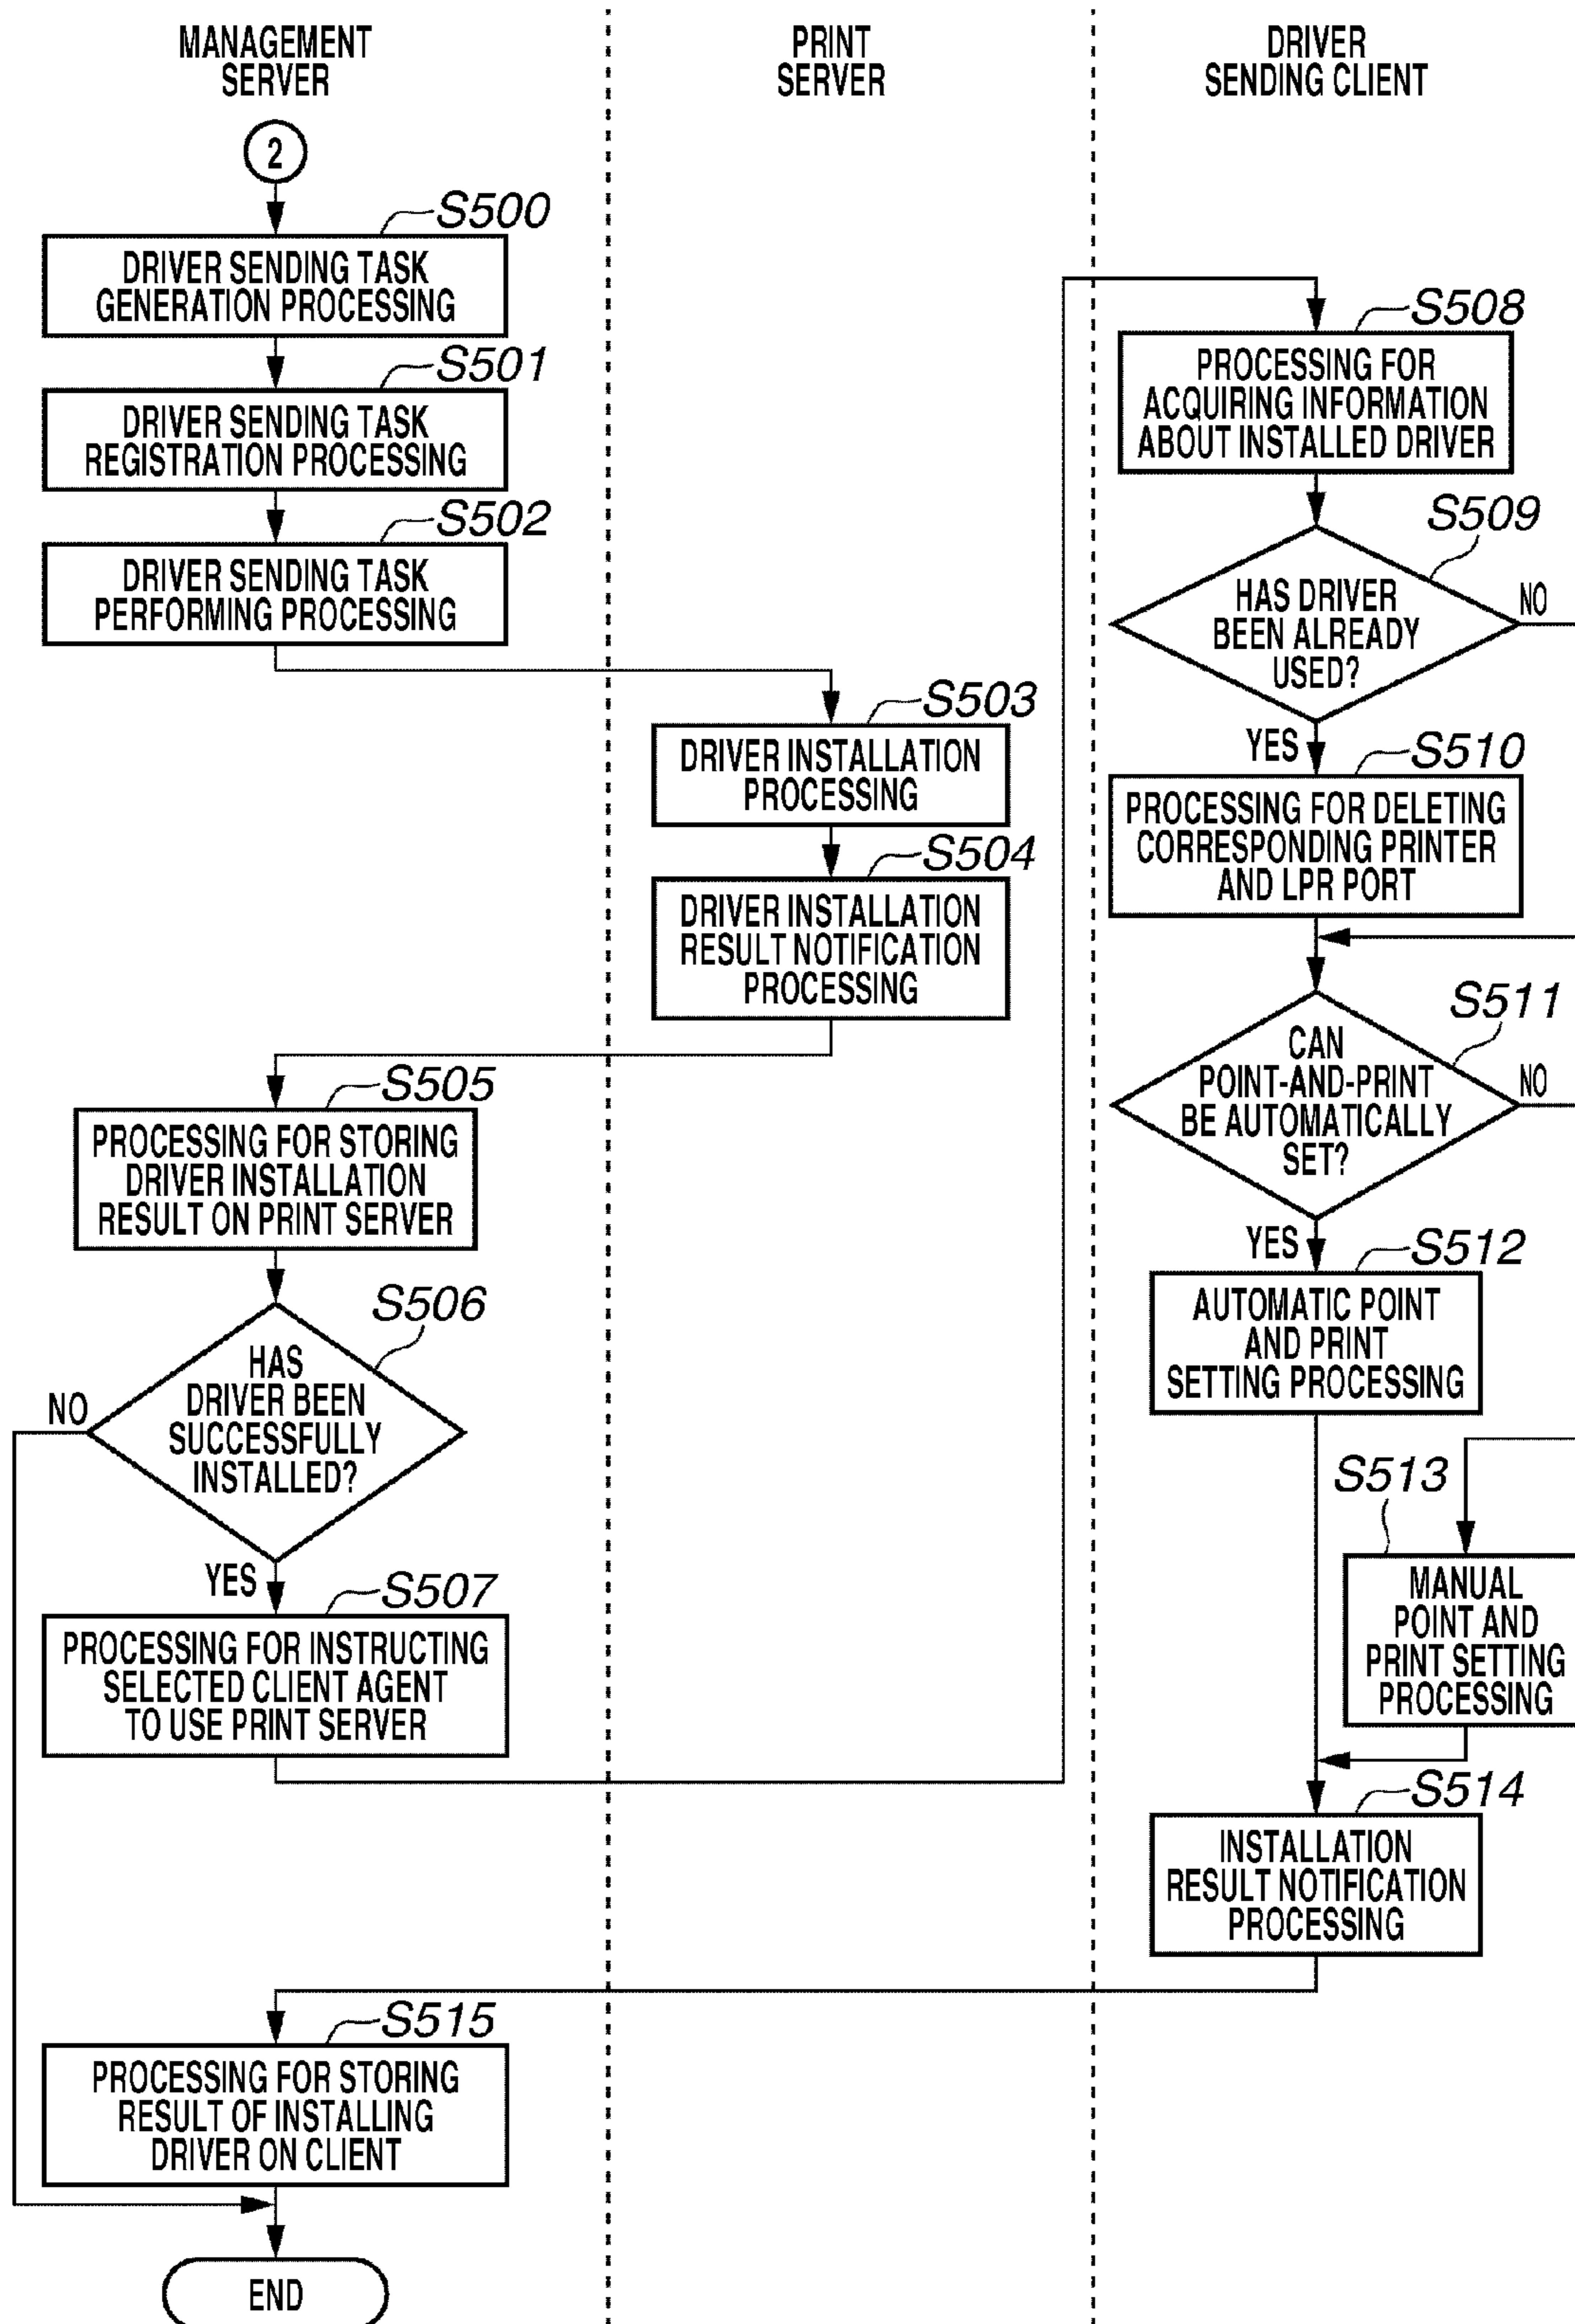 MANAGEMENT
SERVER
PRINT
SERVER
DRIVER
SENDING CLIENT
2
S500
DRIVER SENDING TASK
GENERATION PROCESSING
S501
DRIVER SENDING TASK
REGISTRATION PROCESSING
S502
DRIVER SENDING TASK
PERFORMING PROCESSING
S503
DRIVER INSTALLATION
PROCESSING
S504
DRIVER INSTALLATION
RESULT NOTIFICATION
PROCESSING
S505
PROCESSING FOR STORING
DRIVER INSTALLATION
RESULT ON PRINT SERVER
S506
HAS
DRIVER BEEN
SUCCESSFULLY
INSTALLED?
NO
YES
S507
PROCESSING FOR INSTRUCTING
SELECTED CLIENT AGENT
TO USE PRINT SERVER
S508
PROCESSING FOR
ACQUIRING INFORMATION
ABOUT INSTALLED DRIVER
S509
HAS DRIVER
BEEN ALREADY
USED?
NO
YES
S510
PROCESSING FOR DELETING
CORRESPONDING PRINTER
AND LPR PORT
S511
CAN
POINT-AND-PRINT
BE AUTOMATICALLY
SET?
NO
YES
S512
AUTOMATIC POINT
AND PRINT
SETTING PROCESSING
S513
MANUAL
POINT AND
PRINT SETTING
PROCESSING
S514
INSTALLATION
RESULT NOTIFICATION
PROCESSING
S515
PROCESSING FOR STORING
RESULT OF INSTALLING
DRIVER ON CLIENT
END